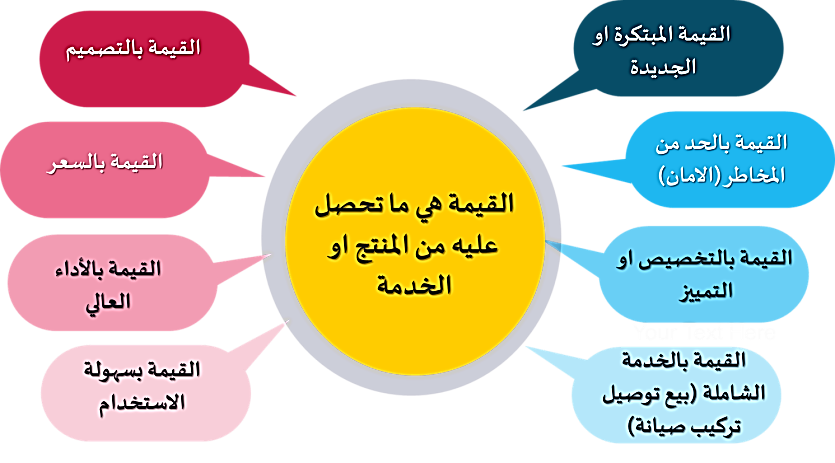 القيمة المبتكرة او
الجديدة
القيمة بالحد من
المخاطر (الامان)
القيمة بالتخصيص او
التمييز
القيمة بالخدمة
الشاملة (بيع توصيل
تركيب صيانة)
القيمة هي ما تحصل
عليه من المنتج او
الخدمة
القيمة بالتصميم
القيمة بالسعر
القيمة بالأداء
العالي
القيمة بسهولة
الاستخدام